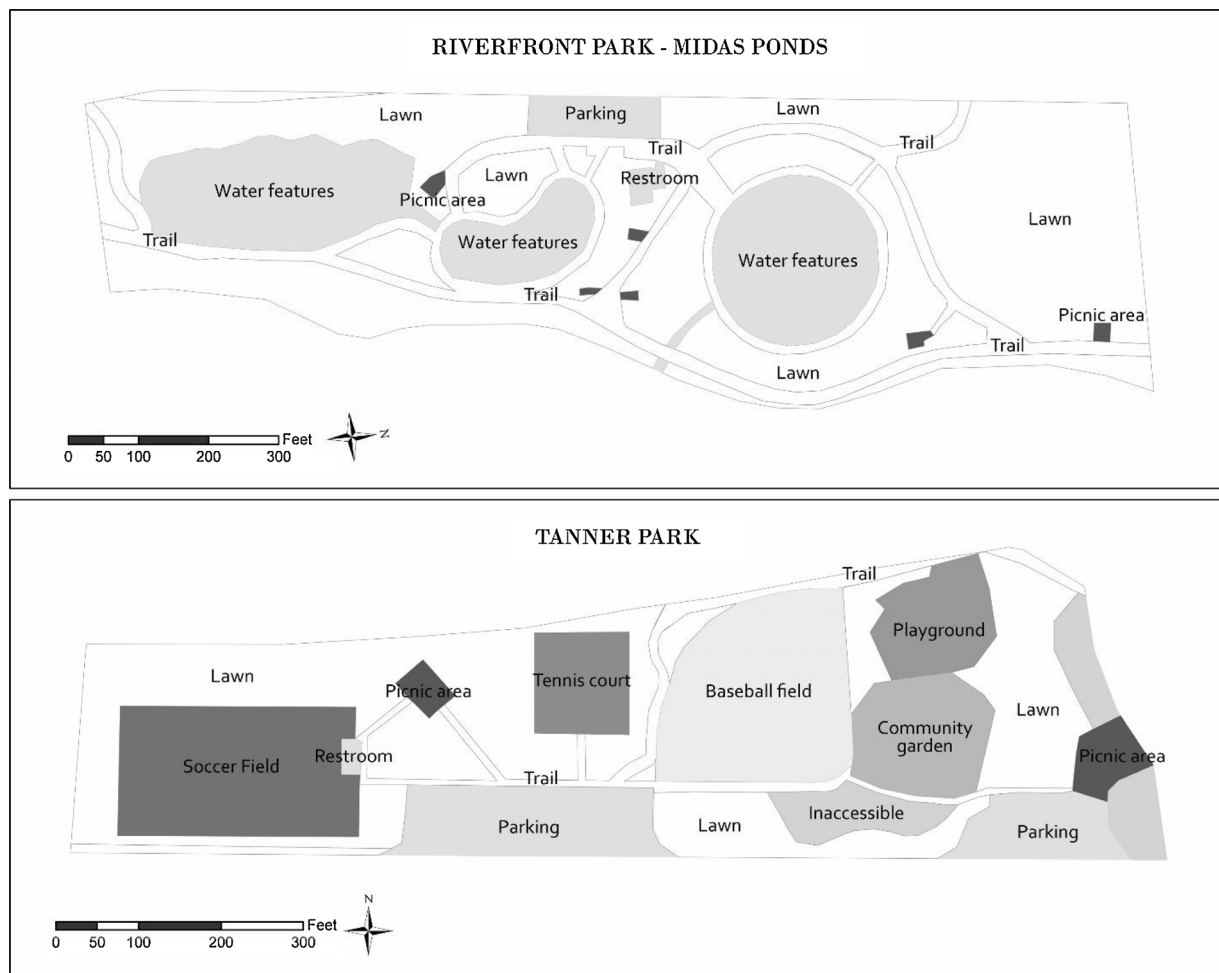 RIVERFRONT PARK - MIDAS PONDS
Lawn
Parking
Lawn
Trail
Trail
Lawn
Restroom
Water features
Picnic area
Lawn
Trail
Water features
Water features
Trail
Picnic area
Trail
Lawn
Feet
0 50 100 200 300
N
TANNER PARK
Trail
Playground
Lawn
Picnic area
Tennis court
Baseball field
Lawn
Community
garden
Restroom
Soccer Field
Picnic area
Trail
Inaccessible
Parking
Lawn
Parking
N
Feet
0 50 100 200 300